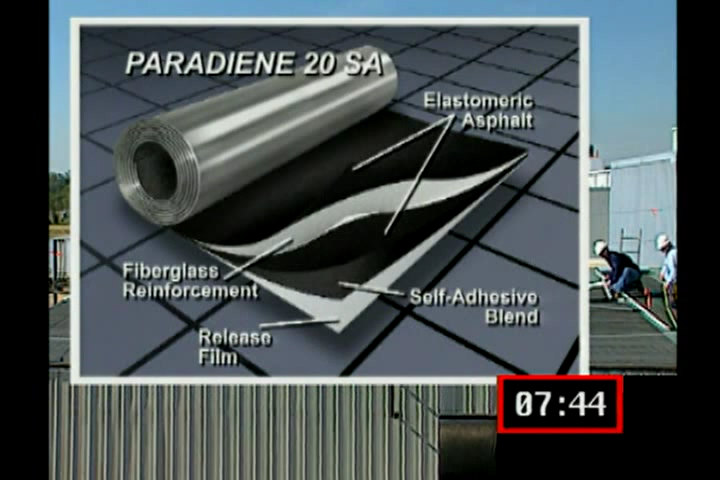 PARADIENE 20 SA
Elastomeric
Asphalt
Fiberglass
Reinforcement
Self-Adhesive
Blend
Release
Film
07:44